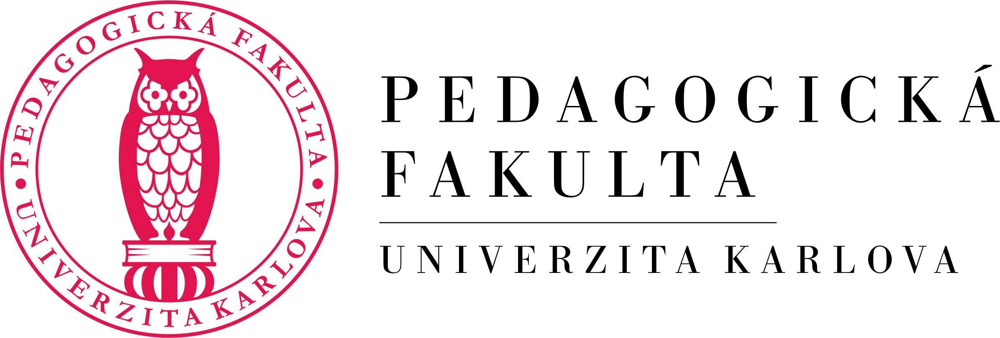 PEDAGOGICKÁ FAKULTA
• UNIVERZITA KARLOVA •
PEDAGOGICKÁ
FAKULTA
UNIVERZITA KARLOVA